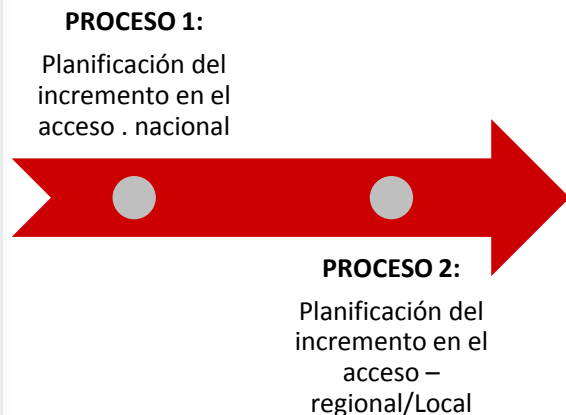 PROCESO 1:
Planificación del
incremento en el
acceso . nacional
PROCESO 2:
Planificación del
incremento en el
acceso –
regional/Local